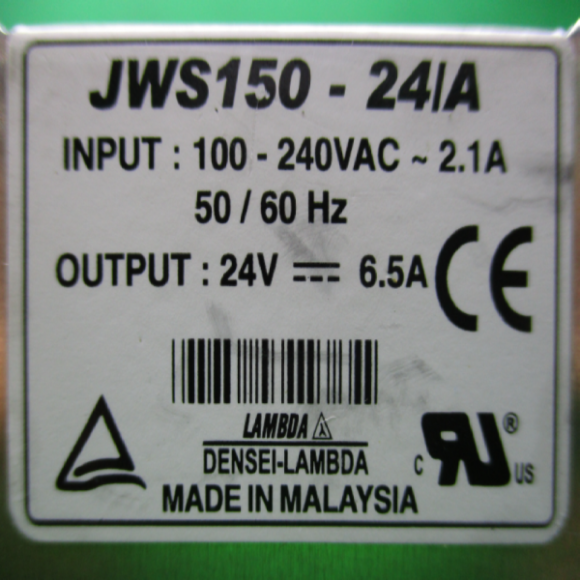 JWS150 - 24/A
INPUT : 100 - 240VAC ~ 2.1A
50 / 60 Hz
OUTPUT : 24V ⎓ 6.5A
CE
LAMBDA
DENSEI-LAMBDA
C RU ® US
MADE IN MALAYSIA